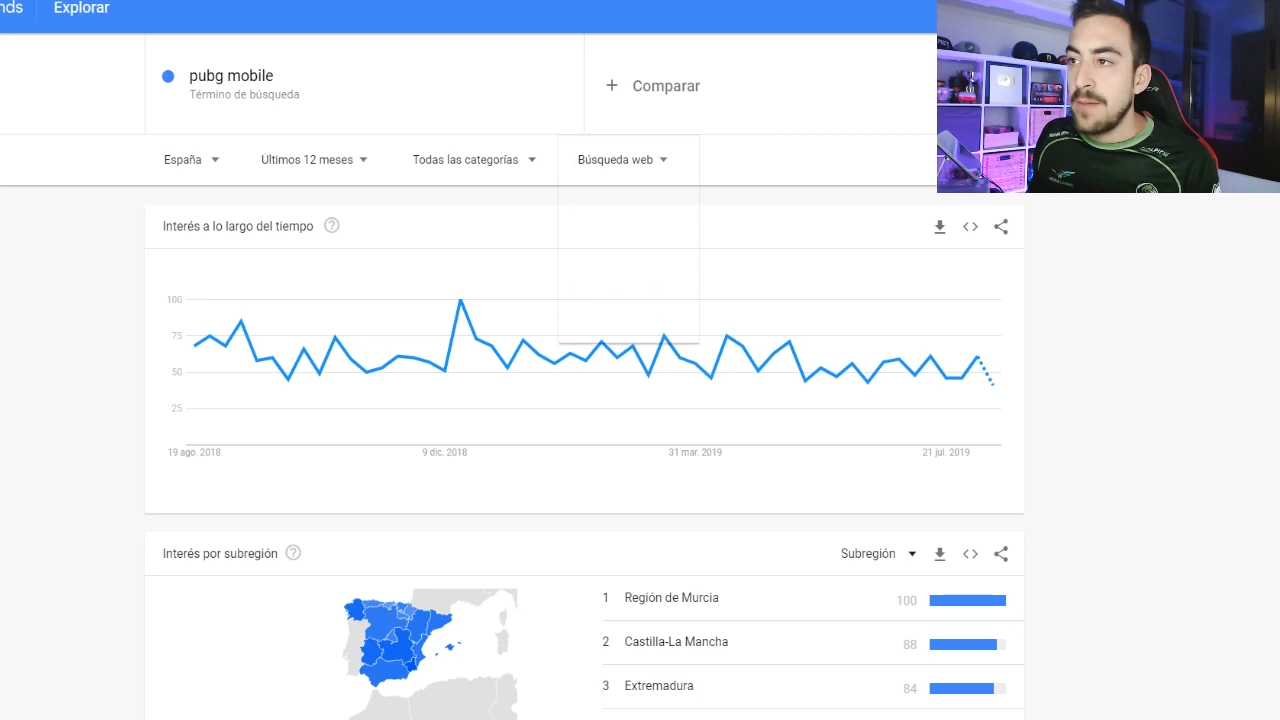 nds Explorar
pubg mobile
Término de búsqueda
+ Comparar
España
Últimos 12 meses
Todas las categorías
Búsqueda web
Interés a lo largo del tiempo
100
75
50
25
19 ago. 2018
9 dic. 2018
31 mar. 2019
21 jul. 2019
Interés por subregión
Subregión
1 Región de Murcia 100
2 Castilla-La Mancha 88
3 Extremadura 84